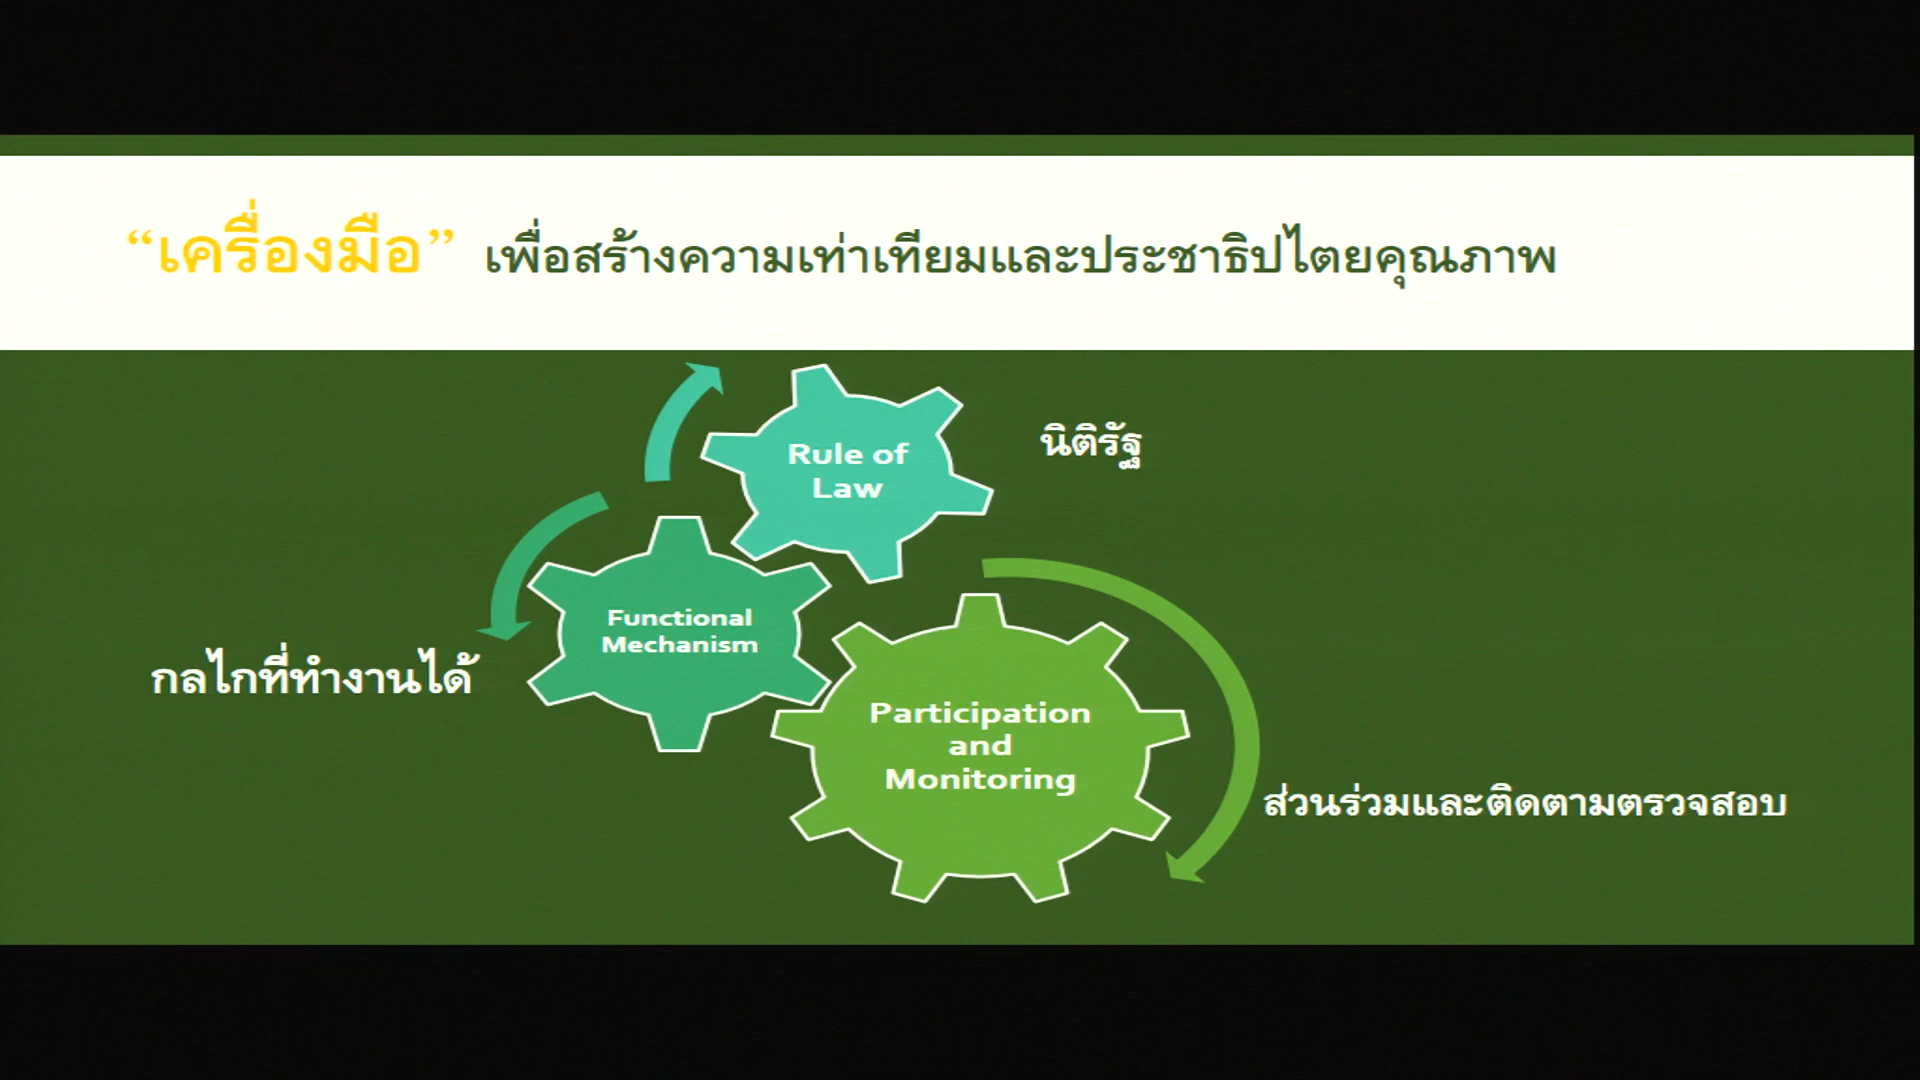 “เครื่องมือ” เพื่อสร้างความเท่าเทียมและประชาธิปไตยคุณภาพ
Rule of
Law
นิติรัฐ
Functional
Mechanism
กลไกที่ทำงานได้
Participation
and
Monitoring
ส่วนร่วมและติดตามตรวจสอบ